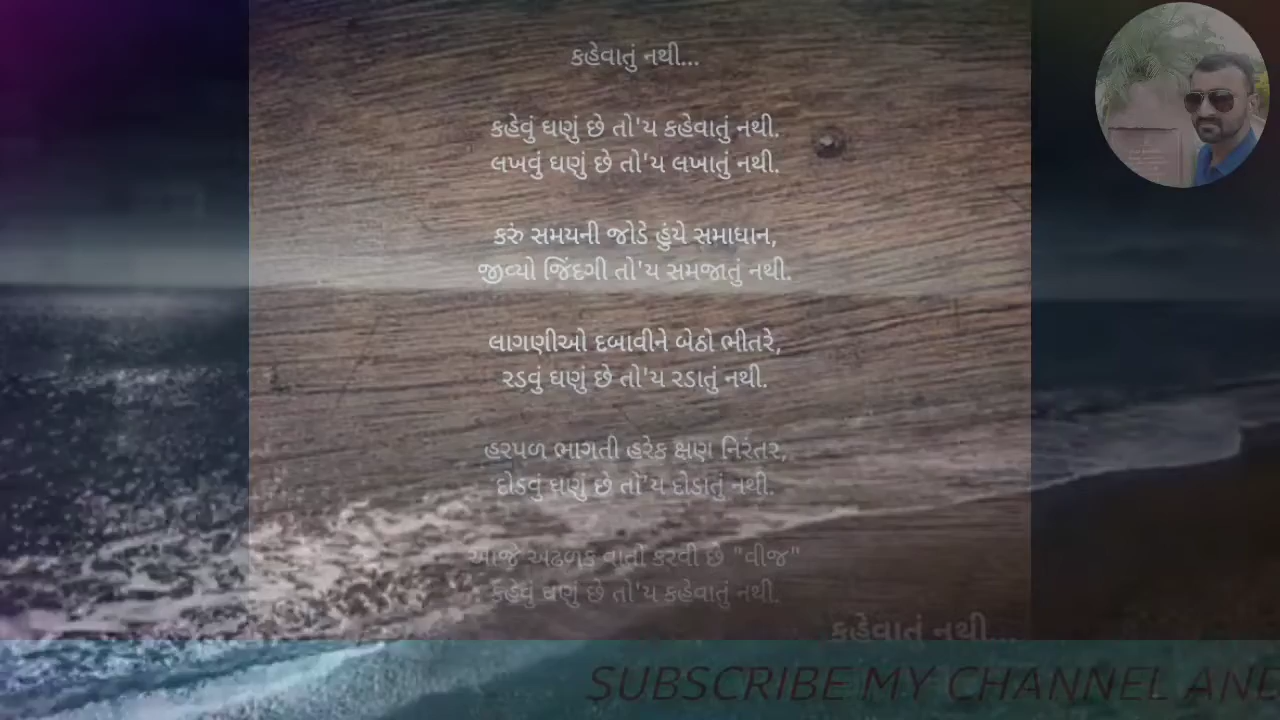 કહેવાતું નથી...
કહેવું ઘણું છે તો'ય કહેવાતું નથી.
લખવું ઘણું છે તો'ય લખાતું નથી.
કરું સમયની જોડે હુંયે સમાધાન,
જીવ્યો જિંદગી તો'ય સમજાતું નથી.
લાગણીઓ દબાવીને બેઠો ભીતરે,
રડવું ઘણું છે તો'ય રડાતું નથી.
હરપળ ભાગતી હરેક ક્ષણ નિરંતર,
દોડવું ઘણું છે તો'ય દોડાતું નથી.
આજે અઢળક વાતો કરવી છે "વીજ"
કહેવું ઘણું છે તો'ય કહેવાતું નથી.
કહેવાતું નથી...
SUBSCRIBE MY CHANNEL AND